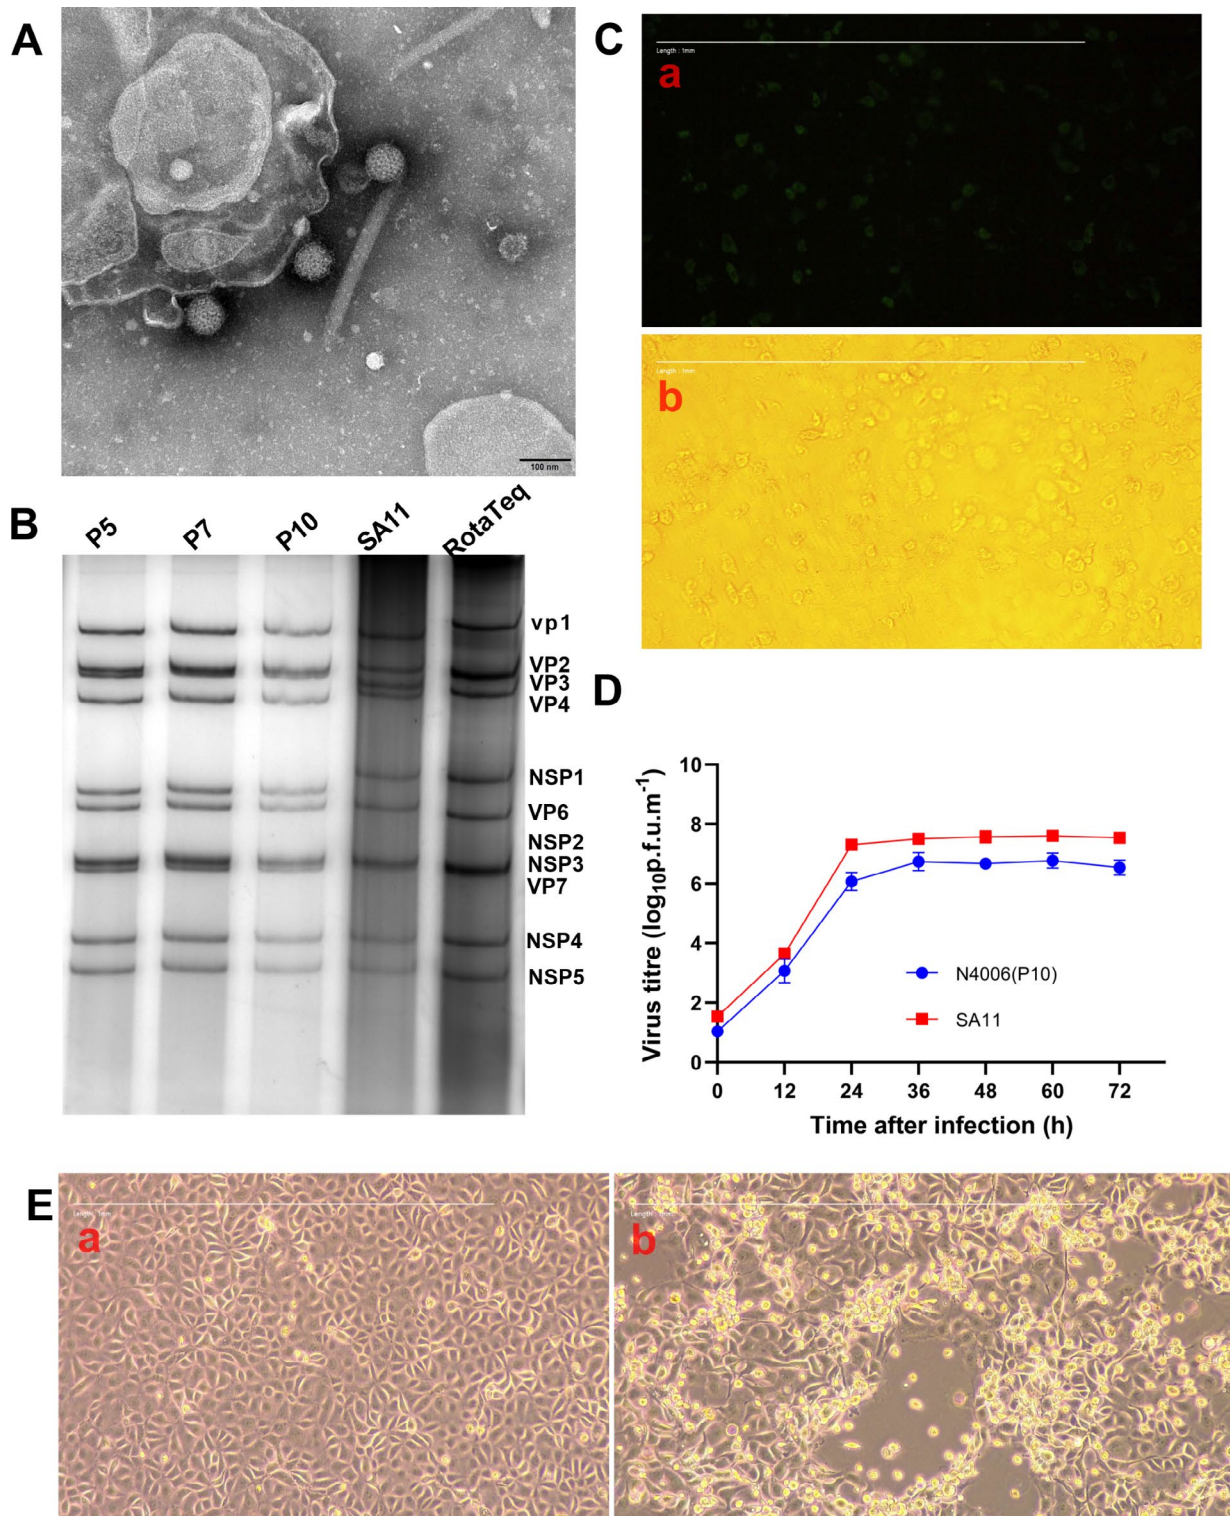 A
100 nm
B
P5 P7 P10 SA11 RotaTeq
vp1
VP2
VP3
VP4
NSP1
VP6
NSP2
NSP3
VP7
NSP4
NSP5
C
Length : 1mm
a
Length : 1mm
b
D
Virus titre (log10p.f.u.m-1)
10
8
6
4
2
0
N4006(P10)
SA11
0 12 24 36 48 60 72
Time after infection (h)
E
Length : 1mm
a
b